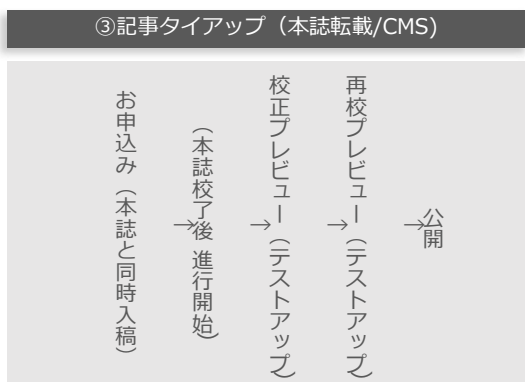 ③記事タイアップ（本誌転載/CMS)
お申込み（本誌と同時入稿）
→
（本誌校了後 進行開始）
→
校正プレビュー（テストアップ）
→
再校プレビュー（テストアップ）
→
公開